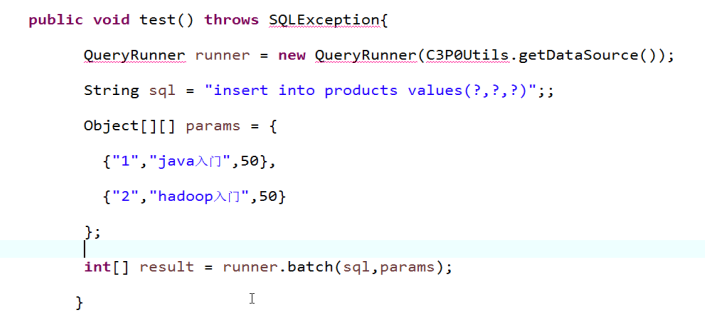 public void test() throws SQLException{
QueryRunner runner = new QueryRunner(C3P0Utils.getDataSource());
String sql = "insert into products values(?,?,?)";;
Object[][] params = {
{"1","java入门",50},
{"2","hadoop入门",50}
};
int[] result = runner.batch(sql,params);
}